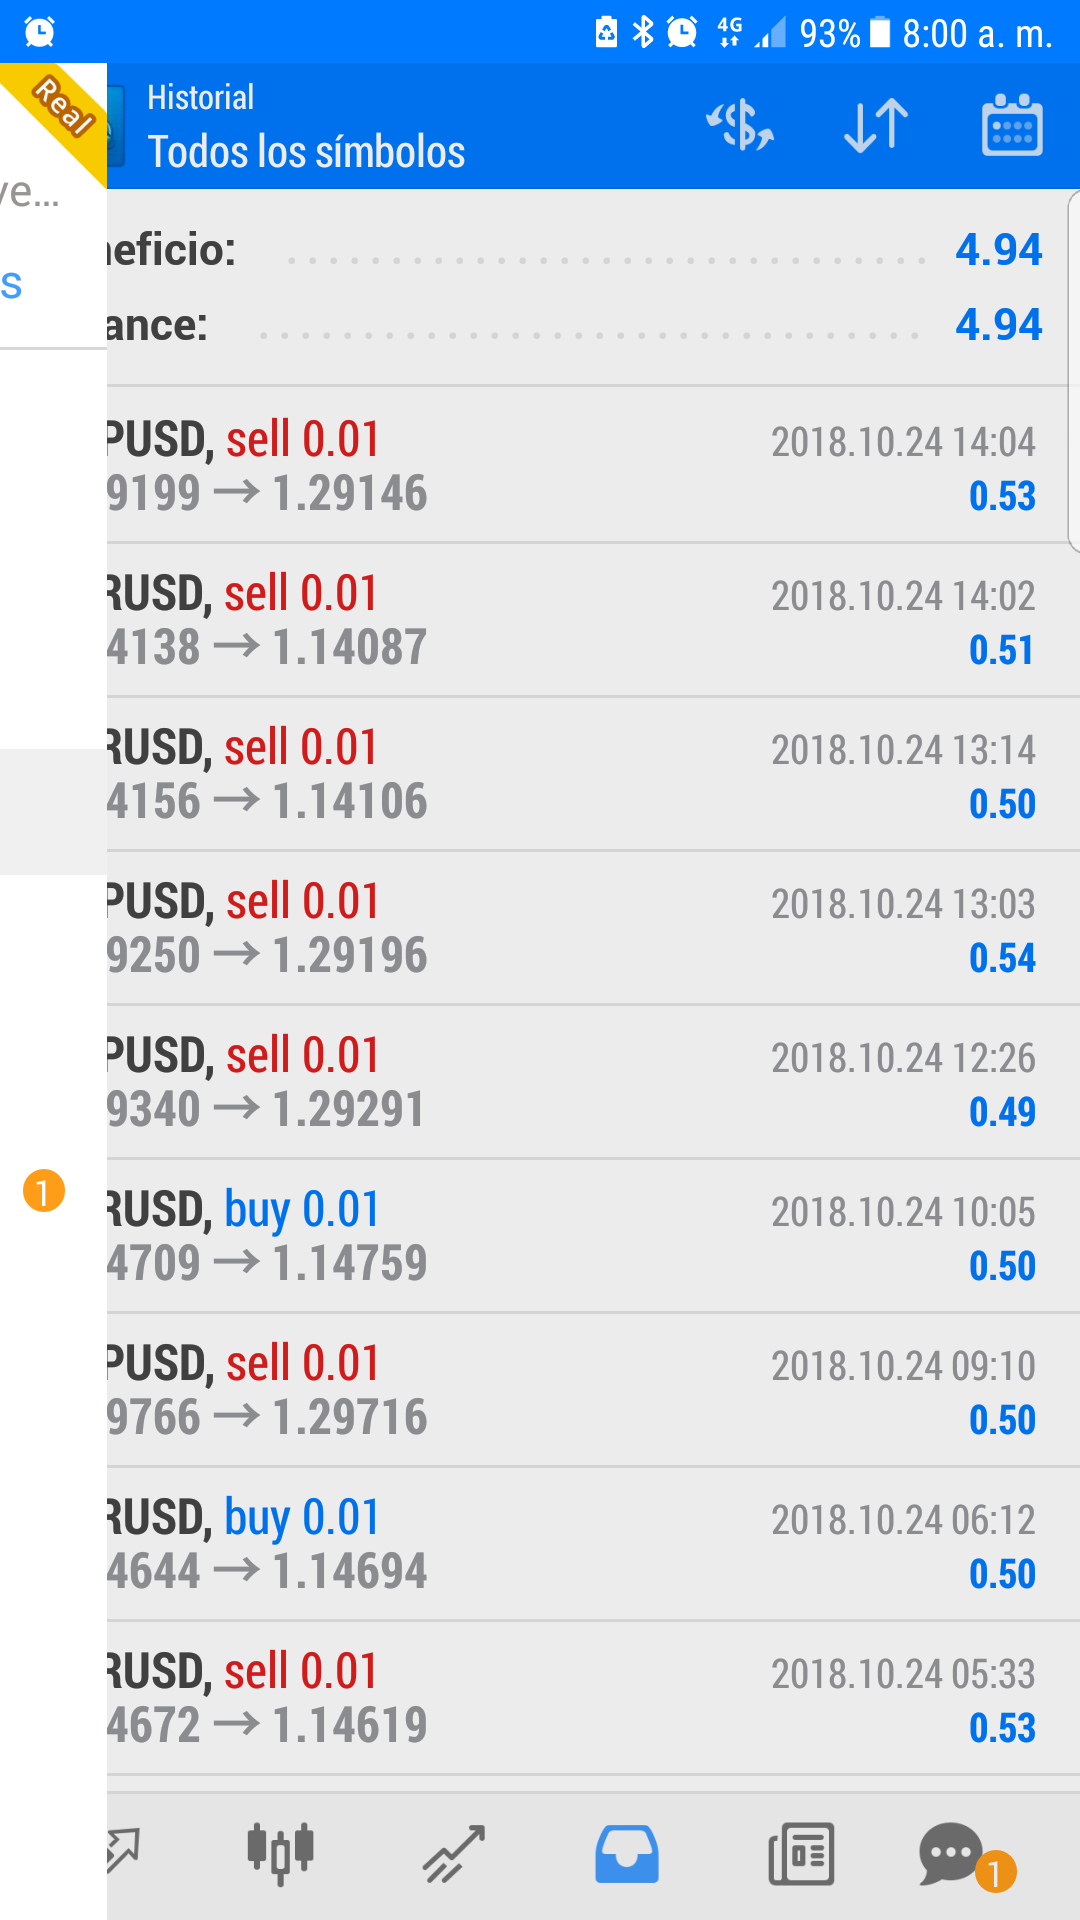 4G 93% 8:00 a. m.
Real
Historial
Todos los símbolos
ve...
eficio: 4.94
s
ance: 4.94
PUSD, sell 0.01 2018.10.24 14:04
9199 → 1.29146 0.53
RUSD, sell 0.01 2018.10.24 14:02
4138 → 1.14087 0.51
RUSD, sell 0.01 2018.10.24 13:14
4156 → 1.14106 0.50
PUSD, sell 0.01 2018.10.24 13:03
9250 → 1.29196 0.54
PUSD, sell 0.01 2018.10.24 12:26
9340 → 1.29291 0.49
1
RUSD, buy 0.01 2018.10.24 10:05
4709 → 1.14759 0.50
PUSD, sell 0.01 2018.10.24 09:10
9766 → 1.29716 0.50
RUSD, buy 0.01 2018.10.24 06:12
4644 → 1.14694 0.50
RUSD, sell 0.01 2018.10.24 05:33
4672 → 1.14619 0.53
1